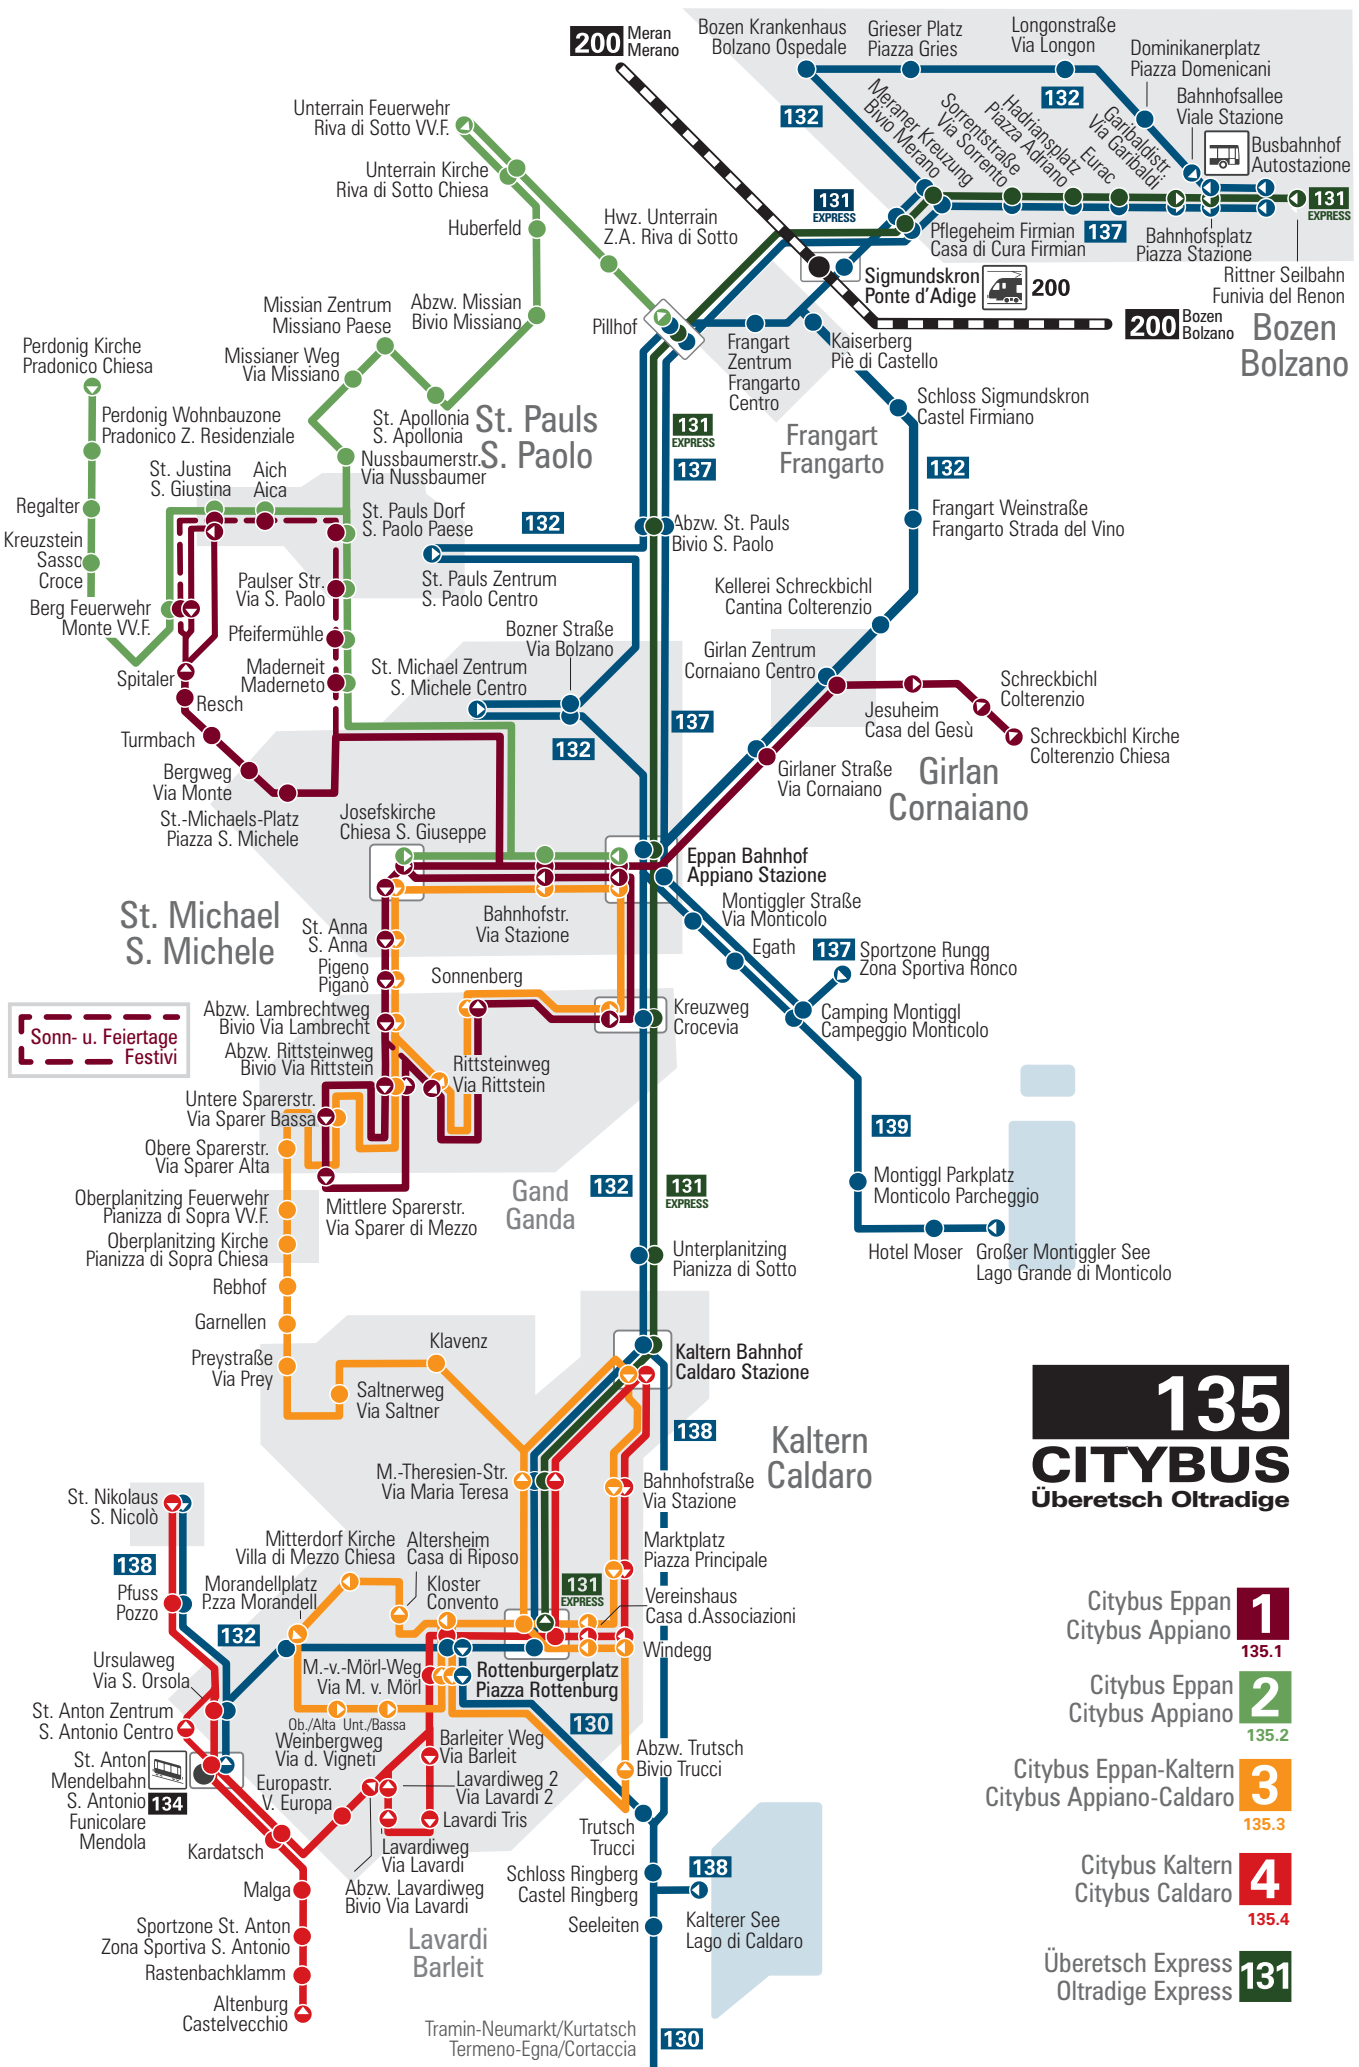 200
Meran
Merano
Bozen Krankenhaus
Bolzano Ospedale
Grieser Platz
Piazza Gries
Longonstraße
Via Longon
Dominikanerplatz
Piazza Domenicani
Bahnhofsallee
Viale Stazione
Busbahnhof
Autostazione
132
132
Meraner Kreuzung
Bivio Merano
Sorrentstraße
Via Sorrento
Hadriansplatz
Piazza Adriano
Eurac
Garibaldistr.
Via Garibaldi
131
EXPRESS
131
EXPRESS
Pflegeheim Firmian
Casa di Cura Firmian
137
Bahnhofsplatz
Piazza Stazione
Rittner Seilbahn
Funivia del Renon
Sigmundskron
Ponte d'Adige
200
200
Bozen
Bolzano
Bozen
Bolzano
Unterrain Feuerwehr
Riva di Sotto VV.F.
Unterrain Kirche
Riva di Sotto Chiesa
Huberfeld
Hwz. Unterrain
Z.A. Riva di Sotto
Pillhof
Frangart
Zentrum
Frangarto
Centro
Kaiserberg
Piè di Castello
Schloss Sigmundskron
Castel Firmiano
Frangart
Frangarto
132
Frangart Weinstraße
Frangarto Strada del Vino
Missian Zentrum
Missiano Paese
Abzw. Missian
Bivio Missiano
Missianer Weg
Via Missiano
Perdonig Kirche
Pradonico Chiesa
Perdonig Wohnbauzone
Pradonico Z. Residenziale
St. Apollonia
S. Apollonia
St. Pauls
S. Paolo
Nussbaumerstr.
Via Nussbaumer
131
EXPRESS
137
St. Justina
S. Giustina
Aich
Aica
Regalter
Kreuzstein
Sasso
Croce
St. Pauls Dorf
S. Paolo Paese
132
Abzw. St. Pauls
Bivio S. Paolo
St. Pauls Zentrum
S. Paolo Centro
Paulser Str.
Via S. Paolo
Berg Feuerwehr
Monte VV.F.
Pfeifermühle
Bozner Straße
Via Bolzano
Kellerei Schreckbichl
Cantina Colterenzio
Girlan Zentrum
Cornaiano Centro
Maderneit
Maderneto
St. Michael Zentrum
S. Michele Centro
Spitaler
Resch
Turmbach
Bergweg
Via Monte
St.-Michaels-Platz
Piazza S. Michele
132
137
Schreckbichl
Colterenzio
Jesuheim
Casa del Gesù
Schreckbichl Kirche
Colterenzio Chiesa
Girlaner Straße
Via Cornaiano
Girlan
Cornaiano
Josefskirche
Chiesa S. Giuseppe
Eppan Bahnhof
Appiano Stazione
St. Michael
S. Michele
Bahnhofstr.
Via Stazione
Montiggler Straße
Via Monticolo
Egath
137
Sportzone Rungg
Zona Sportiva Ronco
St. Anna
S. Anna
Pigeno
Piganò
Sonnenberg
Kreuzweg
Crocevia
Camping Montiggl
Campeggio Monticolo
Sonn- u. Feiertage
Festivi
Abzw. Lambrechtweg
Bivio Via Lambrecht
Abzw. Rittsteinweg
Bivio Via Rittstein
Rittsteinweg
Via Rittstein
Untere Sparerstr.
Via Sparer Bassa
Obere Sparerstr.
Via Sparer Alta
139
Oberplanitzing Feuerwehr
Pianizza di Sopra VV.F.
Oberplanitzing Kirche
Pianizza di Sopra Chiesa
Mittlere Sparerstr.
Via Sparer di Mezzo
Gand
Ganda
132
131
EXPRESS
Montiggl Parkplatz
Monticolo Parcheggio
Hotel Moser
Großer Montiggler See
Lago Grande di Monticolo
Unterplanitzing
Pianizza di Sotto
Rebhof
Garnellen
Preystraße
Via Prey
Klavenz
Saltnerweg
Via Saltner
Kaltern Bahnhof
Caldaro Stazione
138
Kaltern
Caldaro
135
CITYBUS
Überetsch Oltradige
M.-Theresien-Str.
Via Maria Teresa
Bahnhofstraße
Via Stazione
St. Nikolaus
S. Nicolò
138
Pfuss
Pozzo
Mitterdorf Kirche
Villa di Mezzo Chiesa
Altersheim
Casa di Riposo
Marktplatz
Piazza Principale
Morandellplatz
P.zza Morandell
Kloster
Convento
131
EXPRESS
Vereinshaus
Casa d.Associazioni
Windegg
132
Ursulaweg
Via S. Orsola
M.-v.-Mörl-Weg
Via M. v. Mörl
Rottenburgerplatz
Piazza Rottenburg
St. Anton Zentrum
S. Antonio Centro
Ob./Alta Unt./Bassa
Weinbergweg
Via d. Vigneti
130
Barleiter Weg
Via Barleit
Abzw. Trutsch
Bivio Trucci
St. Anton
Mendelbahn
S. Antonio
Funicolare
Mendola
134
Europastr.
V. Europa
Lavardiweg 2
Via Lavardi 2
Lavardi Tris
Trutsch
Trucci
Kardatsch
Lavardiweg
Via Lavardi
Abzw. Lavardiweg
Bivio Via Lavardi
Malga
Schloss Ringberg
Castel Ringberg
138
Seeleiten
Kalterer See
Lago di Caldaro
Sportzone St. Anton
Zona Sportiva S. Antonio
Rastenbachklamm
Altenburg
Castelvecchio
Lavardi
Barleit
Tramin-Neumarkt/Kurtatsch
Termeno-Egna/Cortaccia
130
Citybus Eppan
Citybus Appiano
1
135.1
Citybus Eppan
Citybus Appiano
2
135.2
Citybus Eppan-Kaltern
Citybus Appiano-Caldaro
3
135.3
Citybus Kaltern
Citybus Caldaro
4
135.4
Überetsch Express
Oltradige Express
131